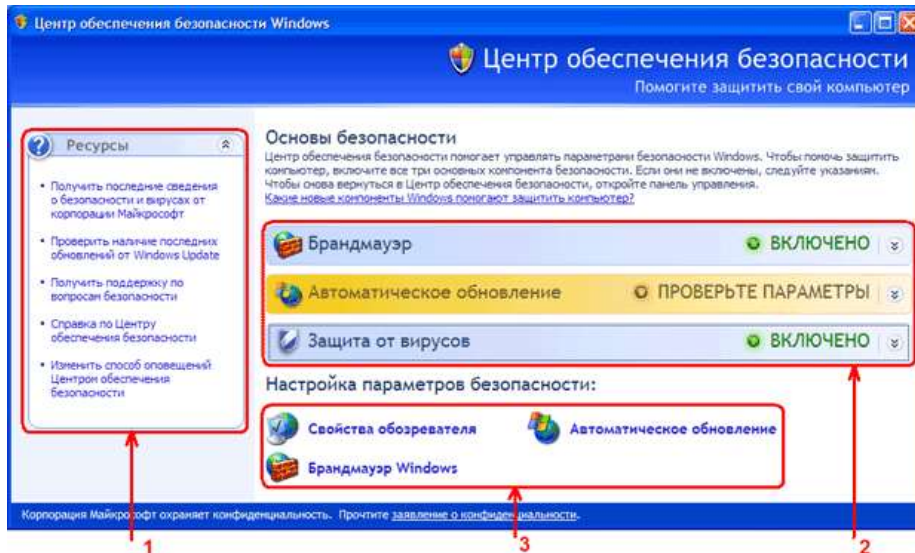 Центр обеспечения безопасности Windows
Центр обеспечения безопасности
Помогите защитить свой компьютер
Ресурсы
• Получить последние сведения
о безопасности и вирусах от
корпорации Майкрософт
• Проверить наличие последних
обновлений от Windows Update
• Получить поддержку по
вопросам безопасности
• Справка по Центру
обеспечения безопасности
• Изменить способ оповещений
Центром обеспечения
безопасности
Основы безопасности
Центр обеспечения безопасности помогает управлять параметрами безопасности Windows. Чтобы помочь защитить
компьютер, включите все три основных компонента безопасности. Если они не включены, следуйте указаниям.
Чтобы снова вернуться в Центр обеспечения безопасности, откройте панель управления.
Какие новые компоненты Windows помогают защитить компьютер?
Брандмауэр ВКЛЮЧЕНО
Автоматическое обновление ПРОВЕРЬТЕ ПАРАМЕТРЫ
Защита от вирусов ВКЛЮЧЕНО
Настройка параметров безопасности:
Свойства обозревателя Автоматическое обновление
Брандмауэр Windows
Корпорация Майкрософт охраняет конфиденциальность. Прочтите заявление о конфиденциальности.
1 3 2